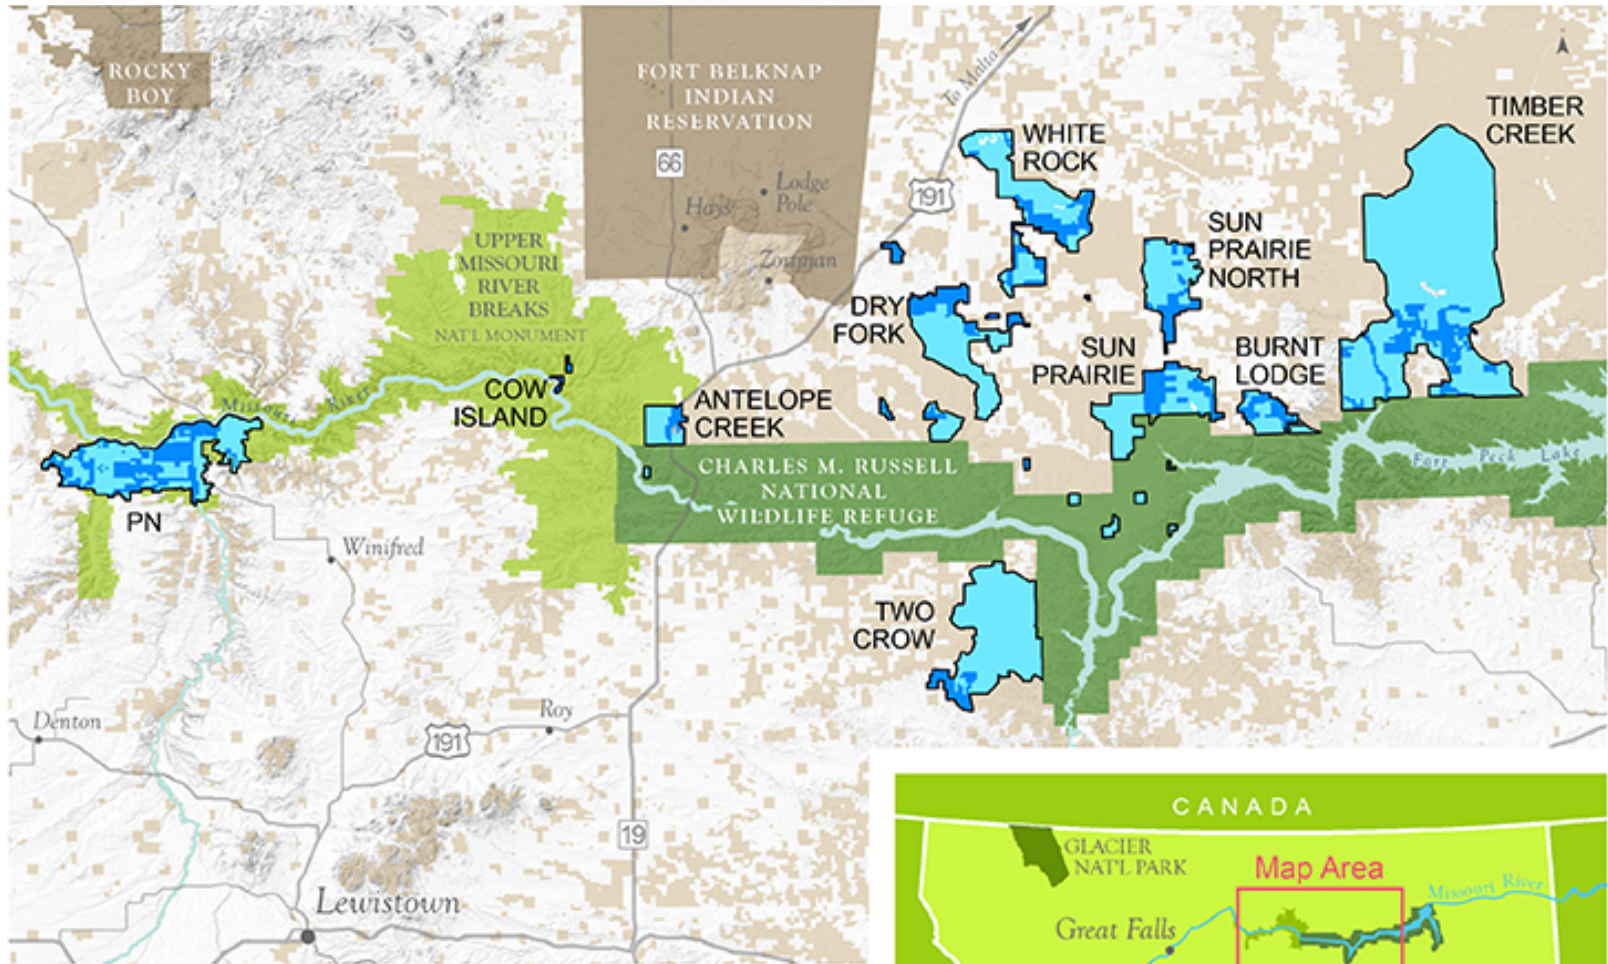 ROCKY
BOY
FORT BELKNAP
INDIAN
RESERVATION
66
Lodge
Pole
Hays
Zortman
To Malta
191
WHITE
ROCK
TIMBER
CREEK
SUN
PRAIRIE
NORTH
UPPER
MISSOURI
RIVER
BREAKS
NAT'L MONUMENT
DRY
FORK
SUN
PRAIRIE
BURNT
LODGE
Missouri River
COW
ISLAND
ANTELOPE
CREEK
CHARLES M. RUSSELL
NATIONAL
WILDLIFE REFUGE
Fort Peck Lake
PN
Winifred
TWO
CROW
Denton
191
Roy
19
Lewistown
CANADA
GLACIER
NAT'L PARK
Map Area
Missouri River
Great Falls